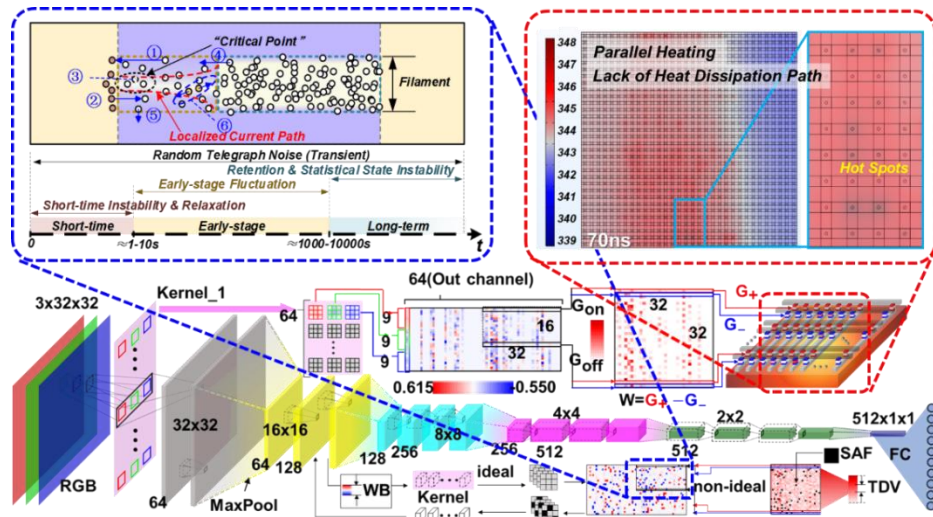 ①
"Critical Point"
④
③
②
⑤
⑥
Filament
Localized Current Path
Random Telegraph Noise (Transient)
Retention & Statistical State Instability
Early-stage Fluctuation
Short-time Instability & Relaxation
Short-time
Early-stage
Long-term
0
≈1-10s
≈1000-10000s
t
348
347
346
345
344
343
342
341
340
339
Parallel Heating
Lack of Heat Dissipation Path
Hot Spots
70ns
3x32x32
Kernel_1
64
64(Out channel)
9
9
9
16
32
0.615
-0.550
Gon
Goff
32
32
W=G+ −G-
G+
G-
RGB
64
32x32
MaxPool
16x16
64
128
128
256
8x8
256
512
4x4
512
2x2
512x1x1
FC
WB
ideal
Kernel
non-ideal
SAF
TDV